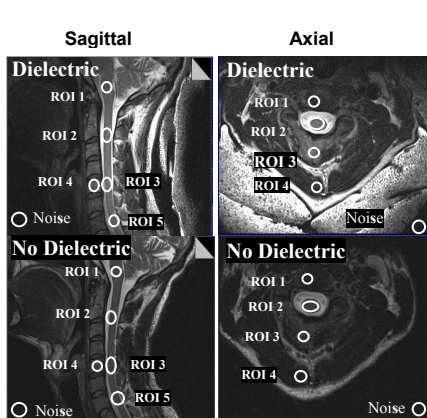 Sagittal
Axial
Dielectric
ROI 1
ROI 2
ROI 4
ROI 3
ROI 5
Noise
Dielectric
ROI 1
ROI 2
ROI 3
ROI 4
Noise
No Dielectric
ROI 1
ROI 2
ROI 4
ROI 3
ROI 5
Noise
No Dielectric
ROI 1
ROI 2
ROI 3
ROI 4
Noise